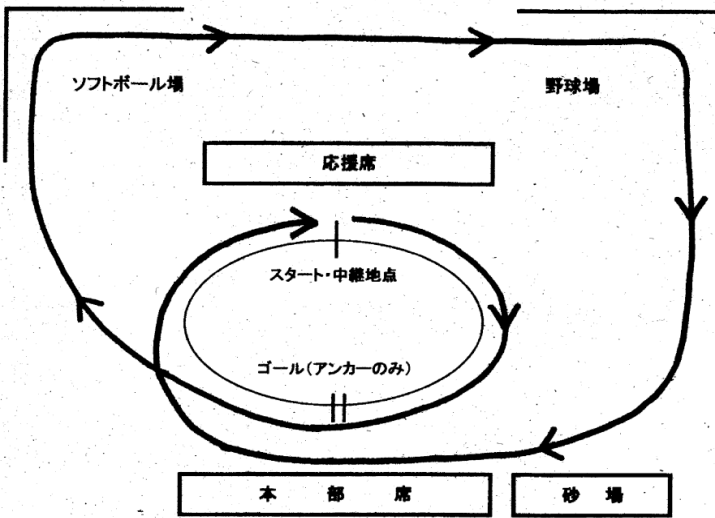 ソフトボール場
野球場
応援席
スタート・中継地点
ゴール(アンカーのみ)
本部席
砂場